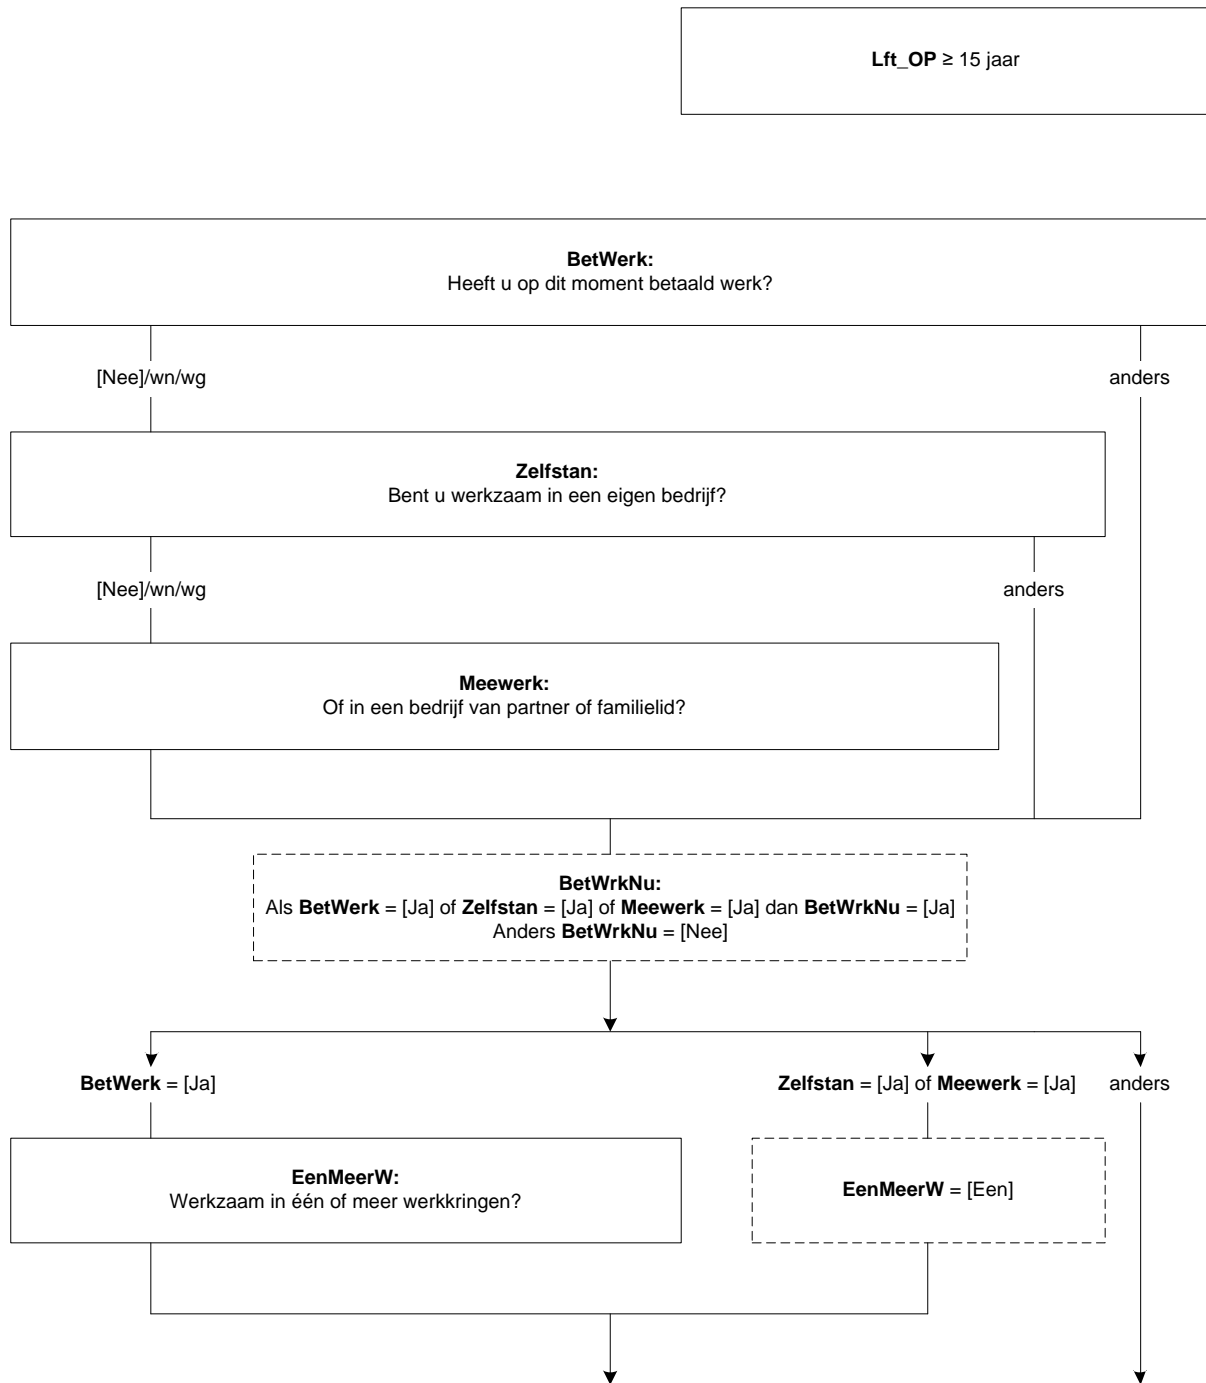 Lft_OP ≥ 15 jaar
BetWerk:
Heeft u op dit moment betaald werk?
[Nee]/wn/wg
anders
Zelfstan:
Bent u werkzaam in een eigen bedrijf?
[Nee]/wn/wg
anders
Meewerk:
Of in een bedrijf van partner of familielid?
BetWrkNu:
Als BetWerk = [Ja] of Zelfstan = [Ja] of Meewerk = [Ja] dan BetWrkNu = [Ja]
Anders BetWrkNu = [Nee]
BetWerk = [Ja]
Zelfstan = [Ja] of Meewerk = [Ja]
anders
EenMeerW:
Werkzaam in één of meer werkkringen?
EenMeerW = [Een]